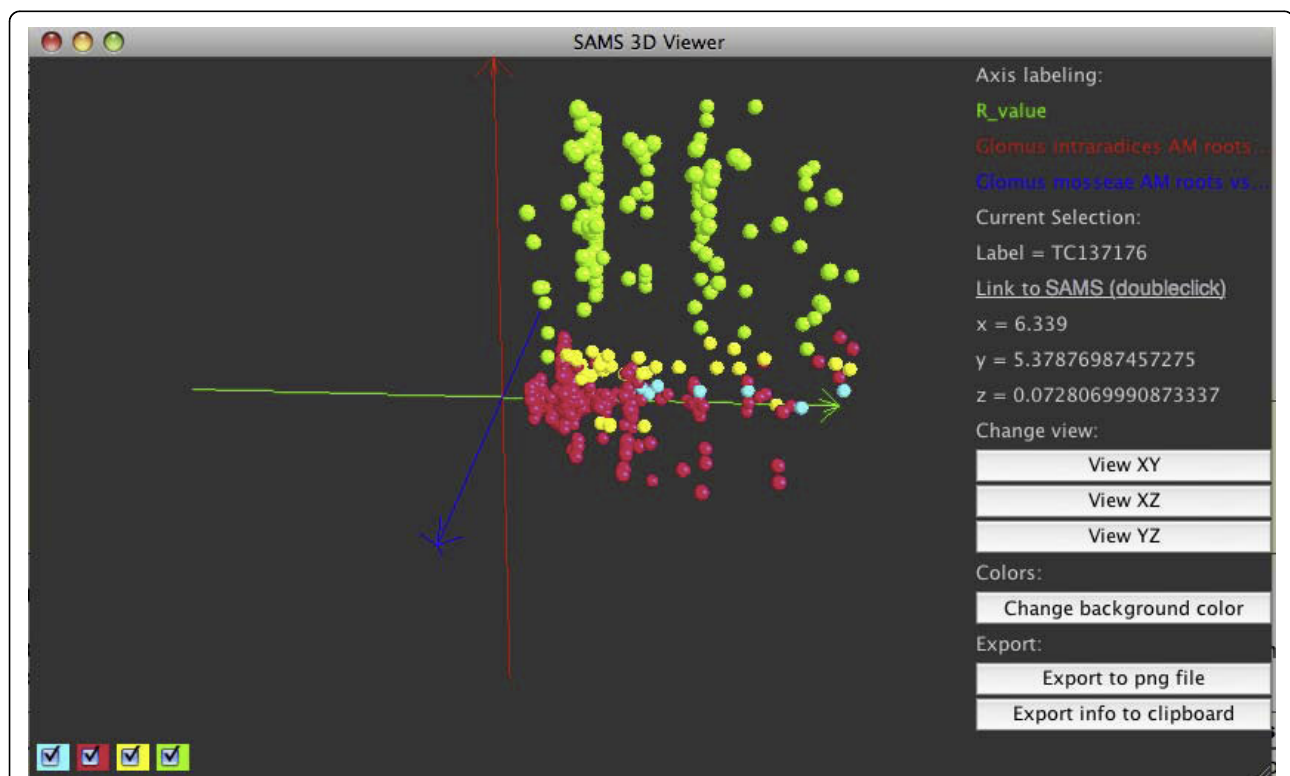 SAMS 3D Viewer
Axis labeling:
R_value
Glomus intraradices AM roots...
Glomus mosseae AM roots vs...
Current Selection:
Label = TC137176
Link to SAMS (doubleclick)
x = 6.339
y = 5.37876987457275
z = 0.0728069990873337
Change view:
View XY
View XZ
View YZ
Colors:
Change background color
Export:
Export to png file
Export info to clipboard